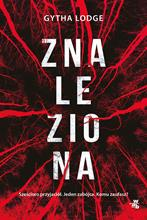 GYTHA LODGE
ZNA
LE
ZIO
NA
Sześcioro przyjaciół. Jeden zabójca. Komu zaufasz?